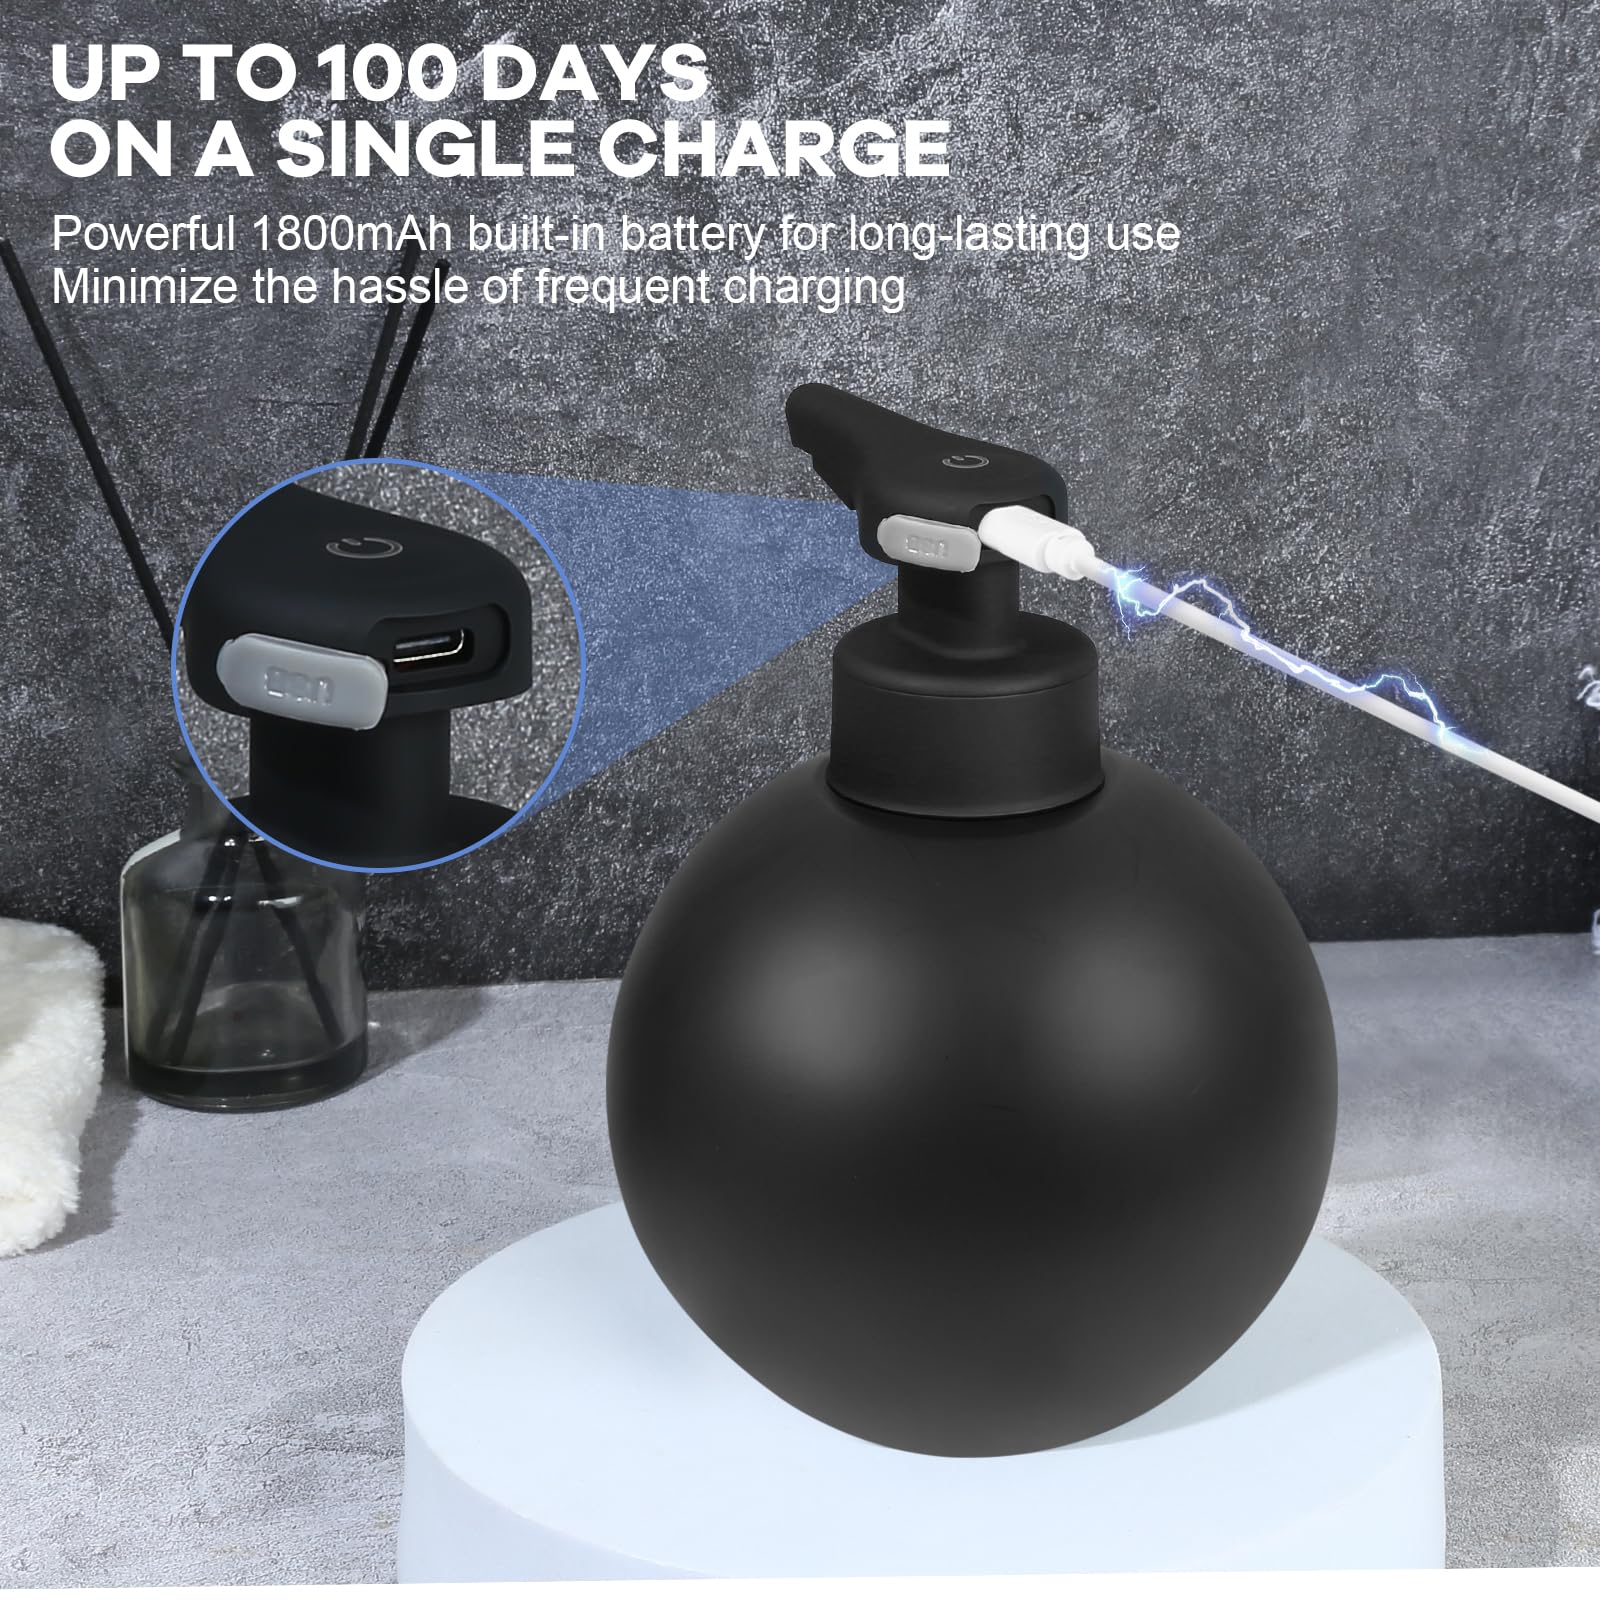 UP TO 100 DAYS
ON A SINGLE CHARGE
Powerful 1800mAh built-in battery for long-lasting use
Minimize the hassle of frequent charging